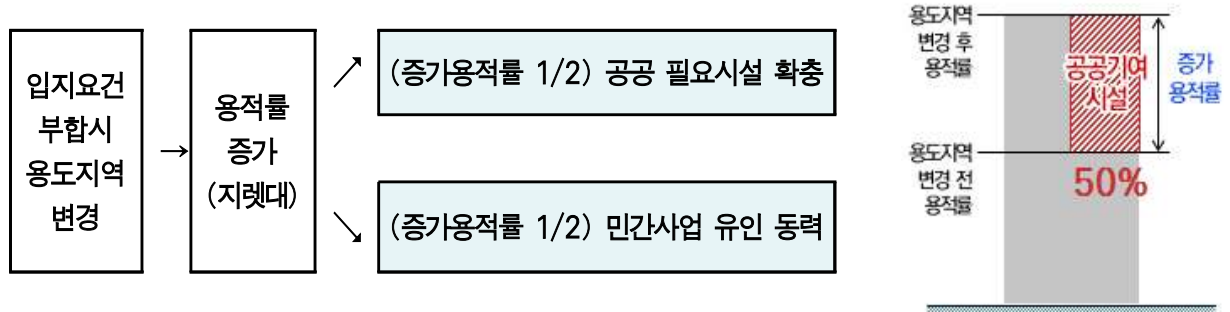 입지요건
부합시
용도지역
변경
→
용적률
증가
(지렛대)
↗
(증가용적률 1/2) 공공 필요시설 확충
↘
(증가용적률 1/2) 민간사업 유인 동력
용도지역
변경 후
용적률
공공기여
시설
증가
용적률
용도지역
변경 전
용적률
50%